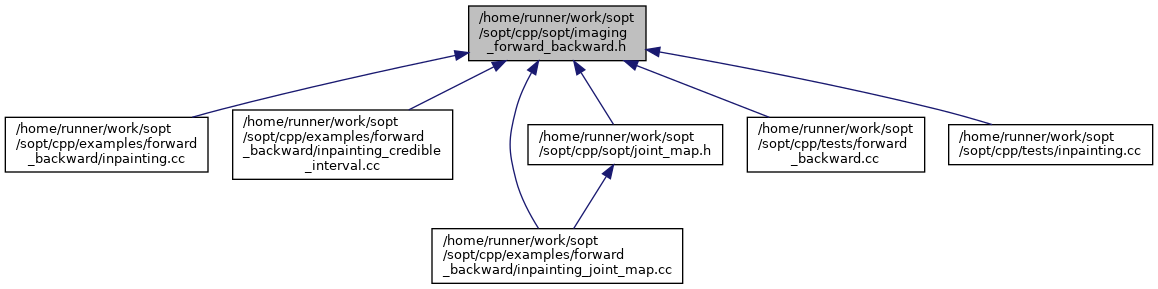 /home/runner/work/sopt
/sopt/cpp/sopt/imaging
_forward_backward.h
/home/runner/work/sopt
/sopt/cpp/examples/forward
_backward/inpainting.cc
/home/runner/work/sopt
/sopt/cpp/examples/forward
_backward/inpainting_credible
_interval.cc
/home/runner/work/sopt
/sopt/cpp/sopt/joint_map.h
/home/runner/work/sopt
/sopt/cpp/tests/forward
_backward.cc
/home/runner/work/sopt
/sopt/cpp/tests/inpainting.cc
/home/runner/work/sopt
/sopt/cpp/examples/forward
_backward/inpainting_joint_map.cc